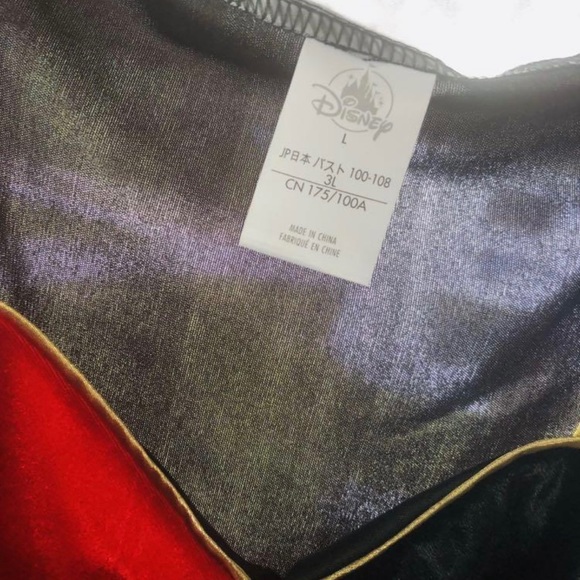 Disney
L
JP日本 バスト 100-108
3L
CN 175/100A
MADE IN CHINA
FABRIQUÉ EN CHINE